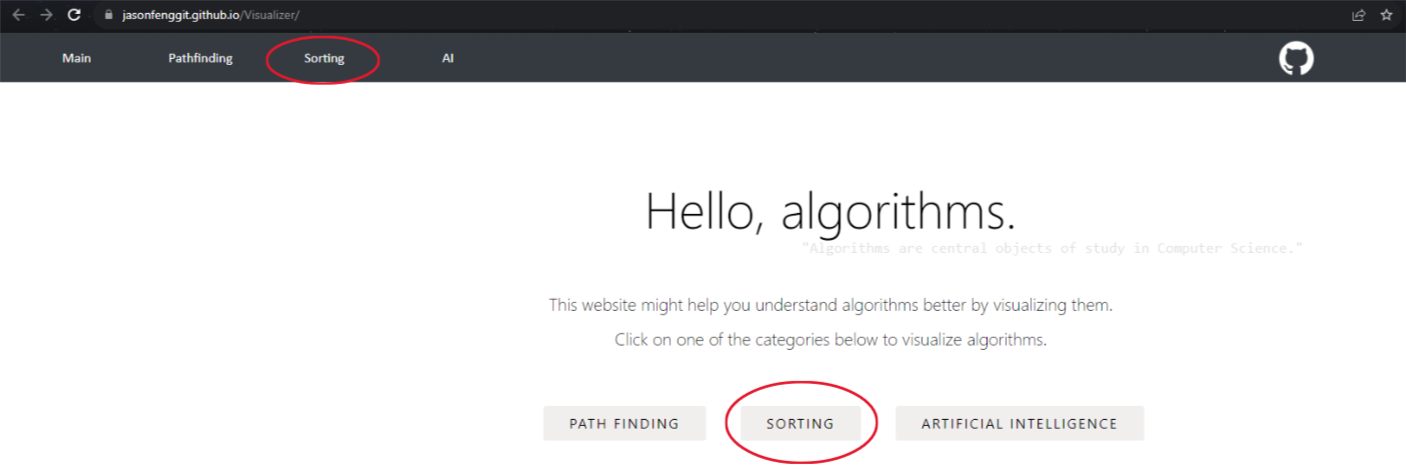 jasonfenggit.github.io/Visualizer/
Main Pathfinding Sorting AI
Hello, algorithms.
"Algorithms are central objects of study in Computer Science."
This website might help you understand algorithms better by visualizing them.
Click on one of the categories below to visualize algorithms.
PATH FINDING SORTING ARTIFICIAL INTELLIGENCE